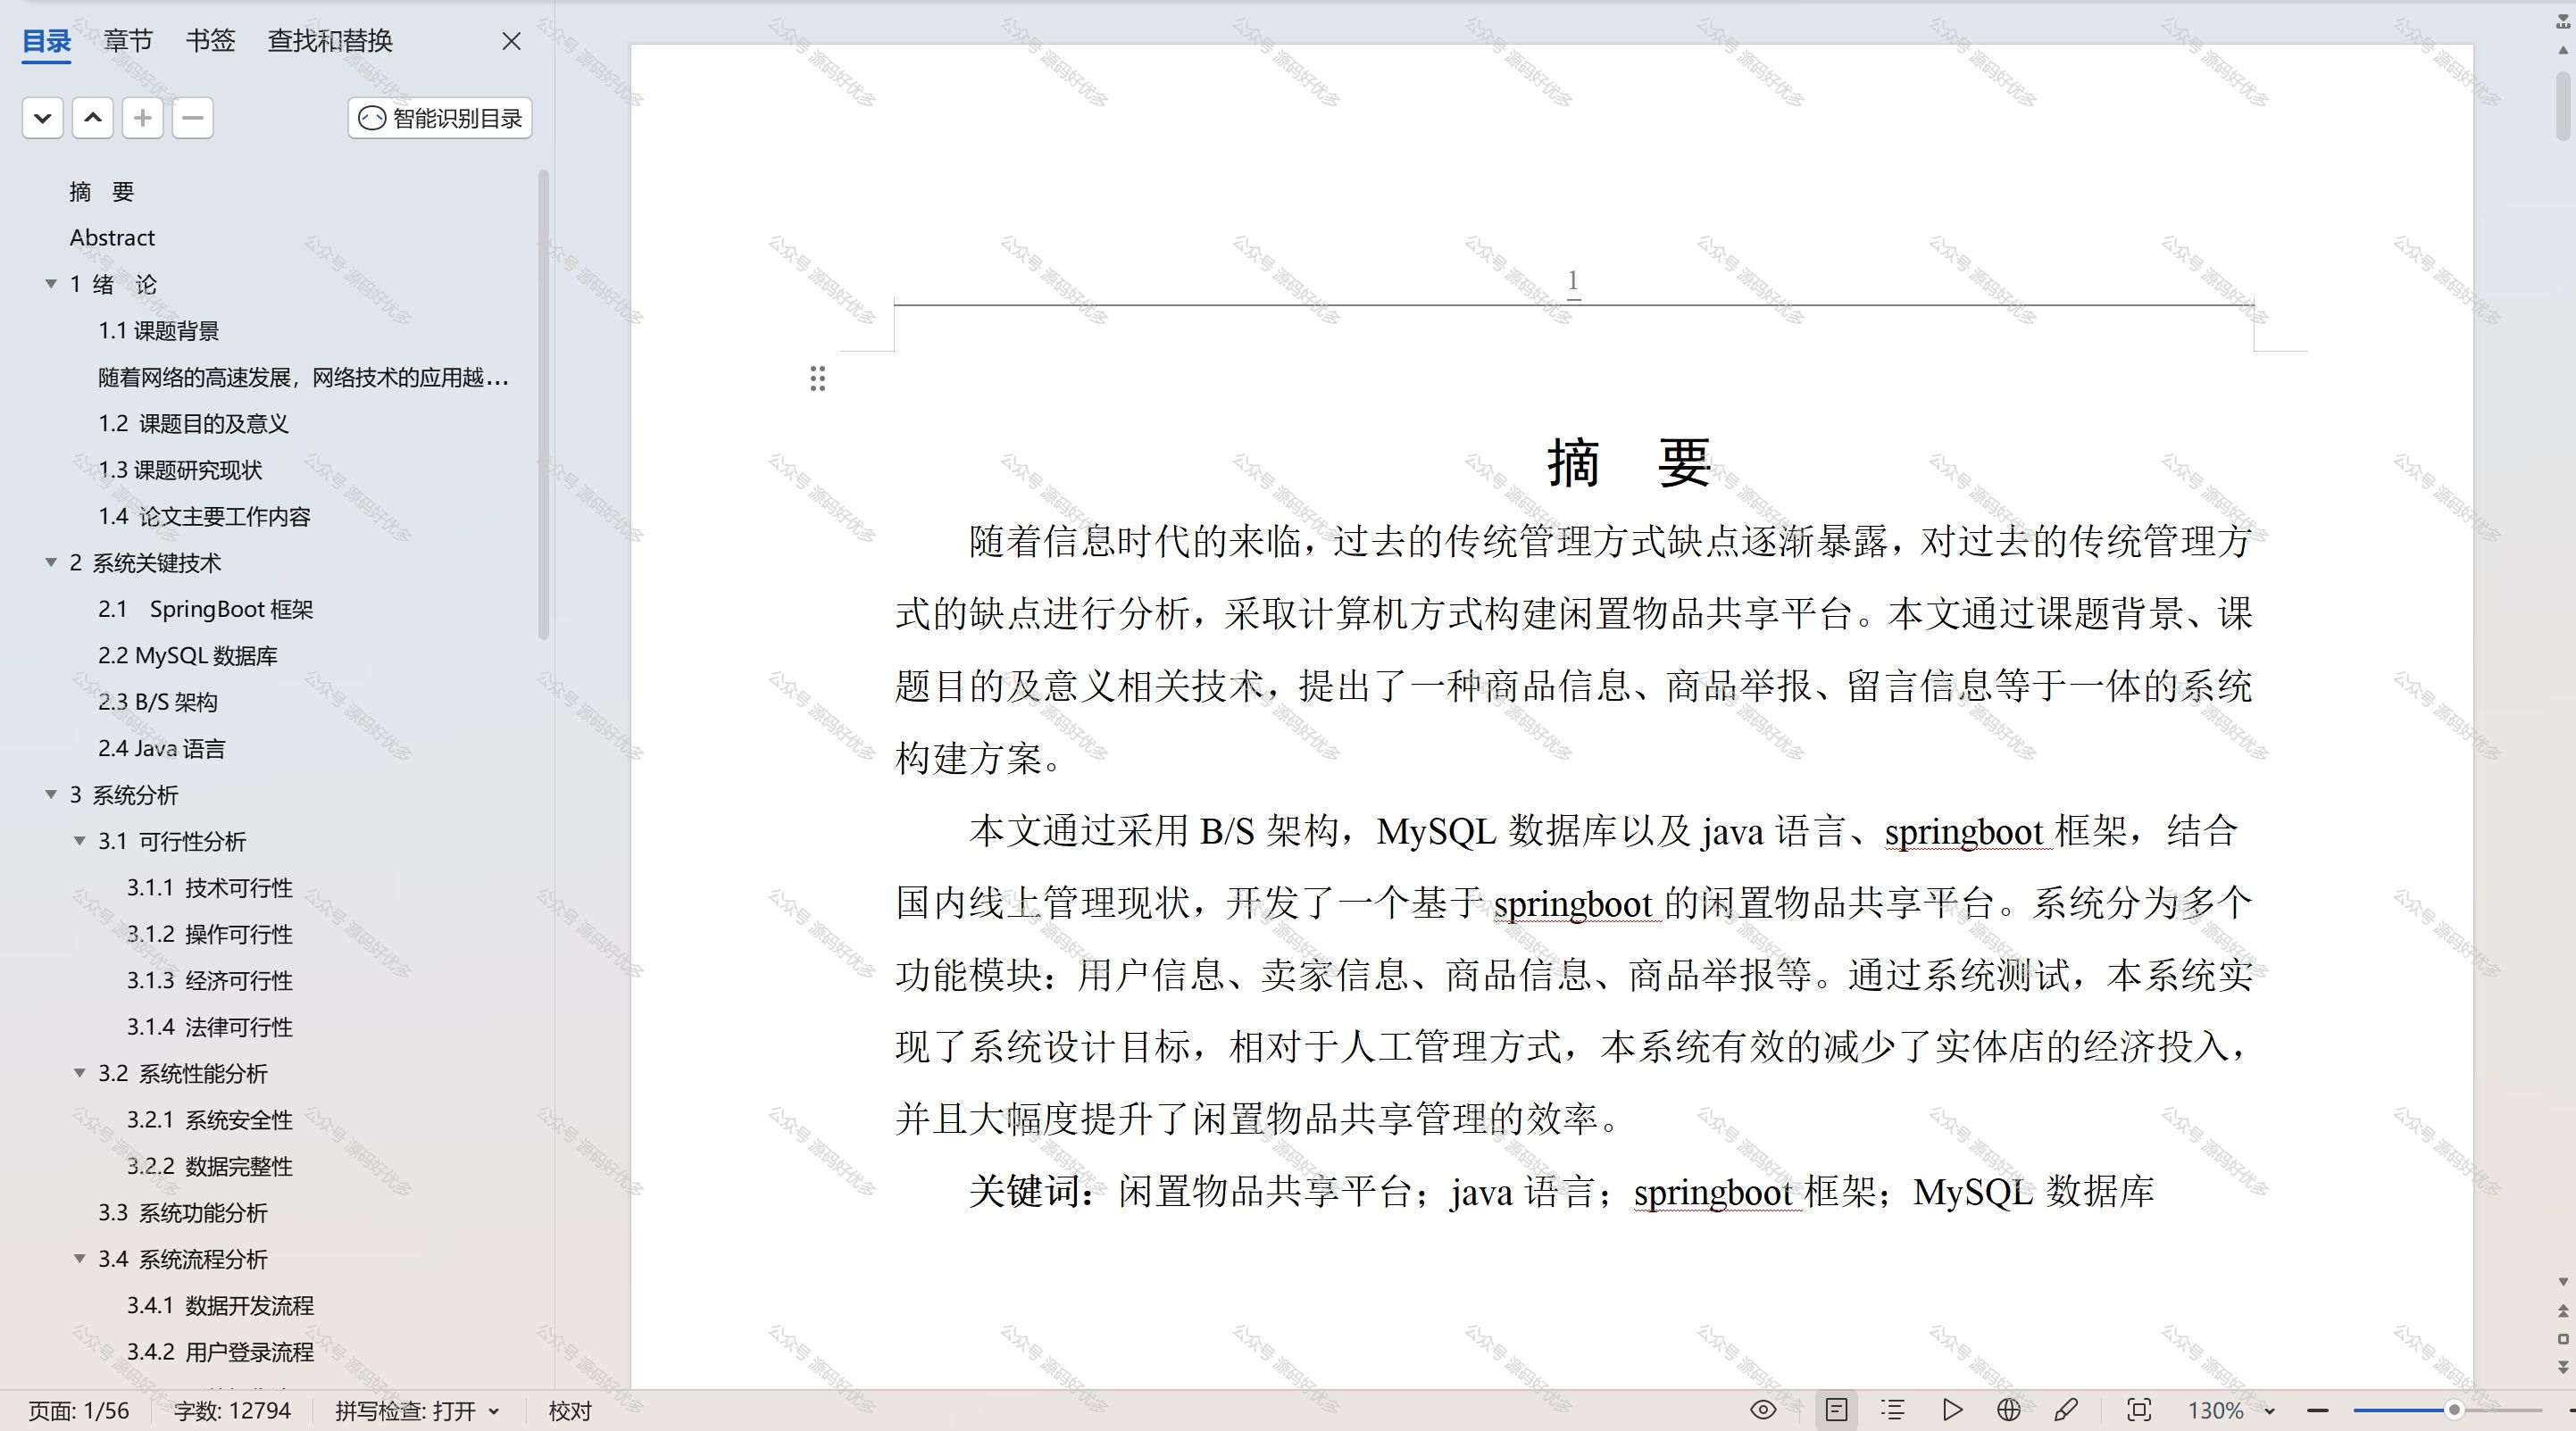 目录 章节 书签 查找和替换
智能识别目录
摘 要
Abstract
1 绪 论
1.1 课题背景
随着网络的高速发展，网络技术的应用越...
1.2 课题目的及意义
1.3 课题研究现状
1.4 论文主要工作内容
2 系统关键技术
2.1 SpringBoot 框架
2.2 MySQL 数据库
2.3 B/S 架构
2.4 Java 语言
3 系统分析
3.1 可行性分析
3.1.1 技术可行性
3.1.2 操作可行性
3.1.3 经济可行性
3.1.4 法律可行性
3.2 系统性能分析
3.2.1 系统安全性
3.2.2 数据完整性
3.3 系统功能分析
3.4 系统流程分析
3.4.1 数据开发流程
3.4.2 用户登录流程
1
摘 要
随着信息时代的来临，过去的传统管理方式缺点逐渐暴露，对过去的传统管理方
式的缺点进行分析，采取计算机方式构建闲置物品共享平台。本文通过课题背景、课
题目的及意义相关技术，提出了一种商品信息、商品举报、留言信息等于一体的系统
构建方案。
本文通过采用 B/S 架构，MySQL 数据库以及 java 语言、springboot 框架，结合
国内线上管理现状，开发了一个基于 springboot 的闲置物品共享平台。系统分为多个
功能模块：用户信息、卖家信息、商品信息、商品举报等。通过系统测试，本系统实
现了系统设计目标，相对于人工管理方式，本系统有效的减少了实体店的经济投入，
并且大幅度提升了闲置物品共享管理的效率。
关键词：闲置物品共享平台；java 语言；springboot 框架；MySQL 数据库
页面: 1/56 字数: 12794 拼写检查: 打开 校对 130%
公众号 源码好优多